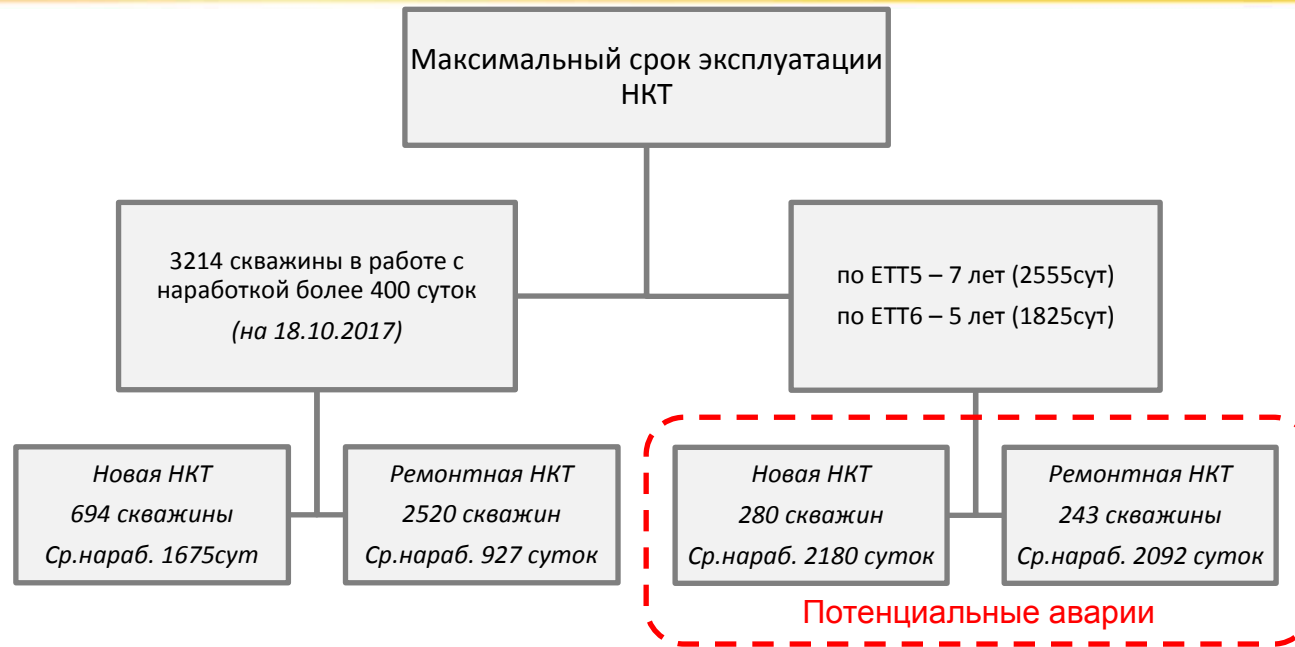 Максимальный срок эксплуатации
НКТ
3214 скважины в работе с
наработкой более 400 суток
(на 18.10.2017)
по ЕТТ5 – 7 лет (2555сут)
по ЕТТ6 – 5 лет (1825сут)
Новая НКТ
694 скважины
Ср.нараб. 1675сут
Ремонтная НКТ
2520 скважин
Ср.нараб. 927 суток
Новая НКТ
280 скважин
Ср.нараб. 2180 суток
Ремонтная НКТ
243 скважины
Ср.нараб. 2092 суток
Потенциальные аварии